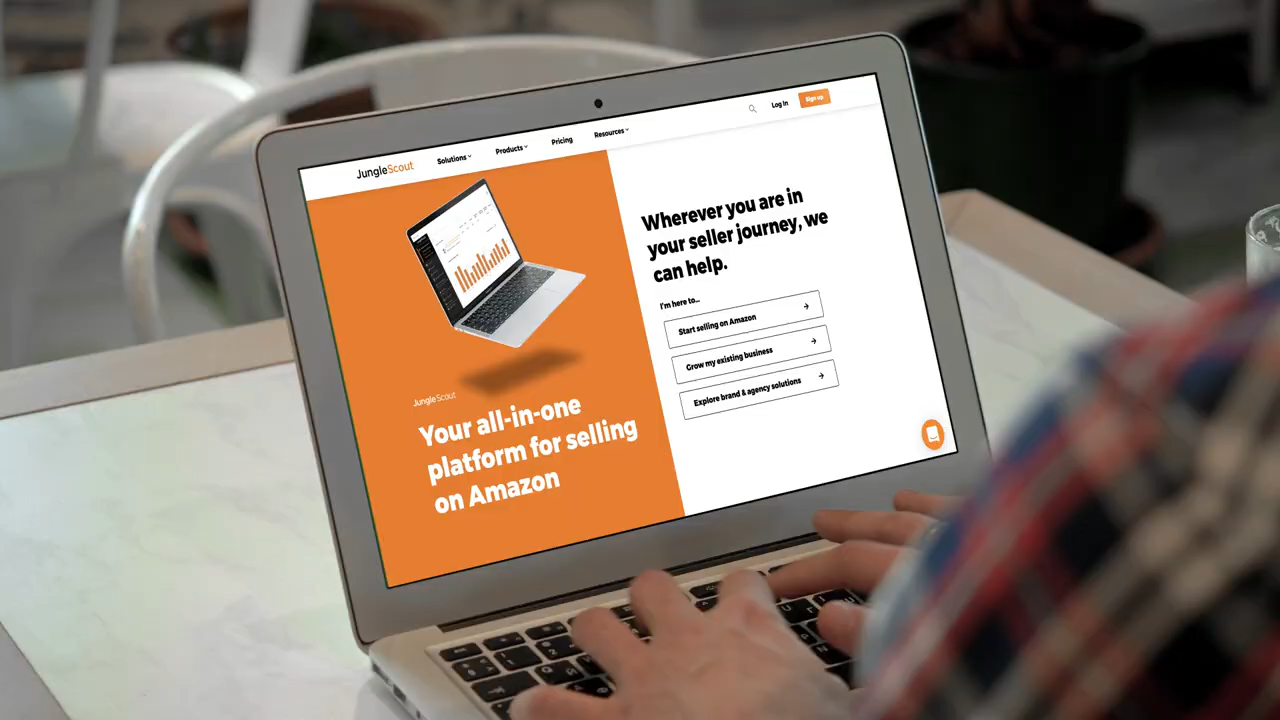 JungleScout
Solutions
Products
Pricing
Resources
Log In
Sign up
JungleScout
Your all-in-one
platform for selling
on Amazon
Wherever you are in
your seller journey, we
can help.
I'm here to...
Start selling on Amazon
Grow my existing business
Explore brand & agency solutions